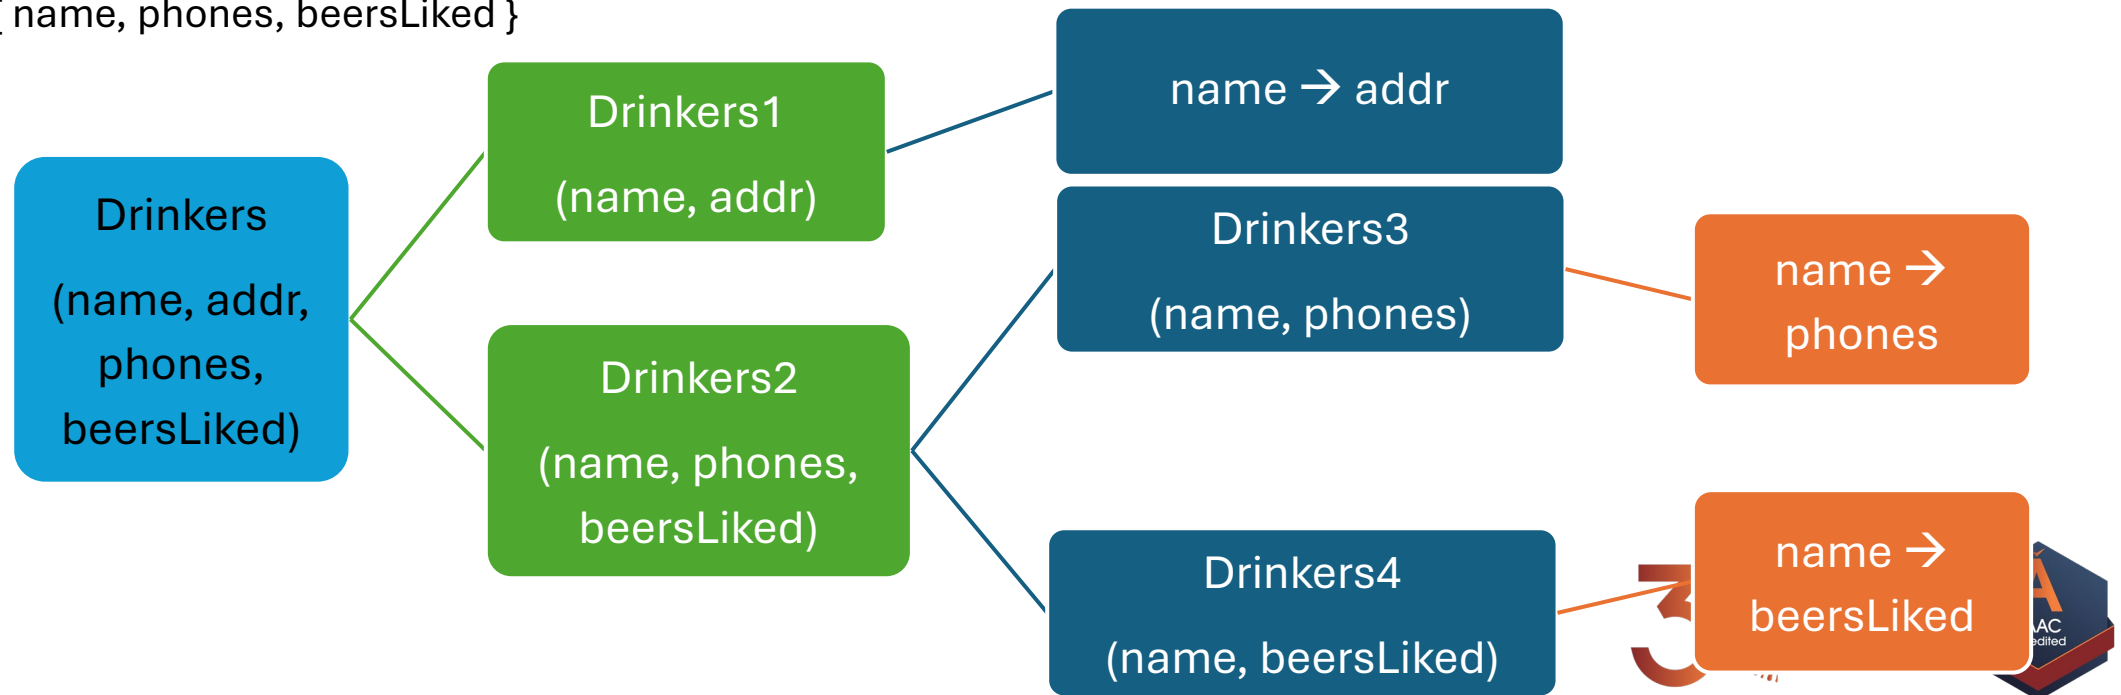 { name, phones, beersLiked }
Drinkers
(name, addr,
phones,
beersLiked)
Drinkers1
(name, addr)
Drinkers2
(name, phones,
beersLiked)
name → addr
Drinkers3
(name, phones)
Drinkers4
(name, beersLiked)
name →
phones
name →
beersLiked
3